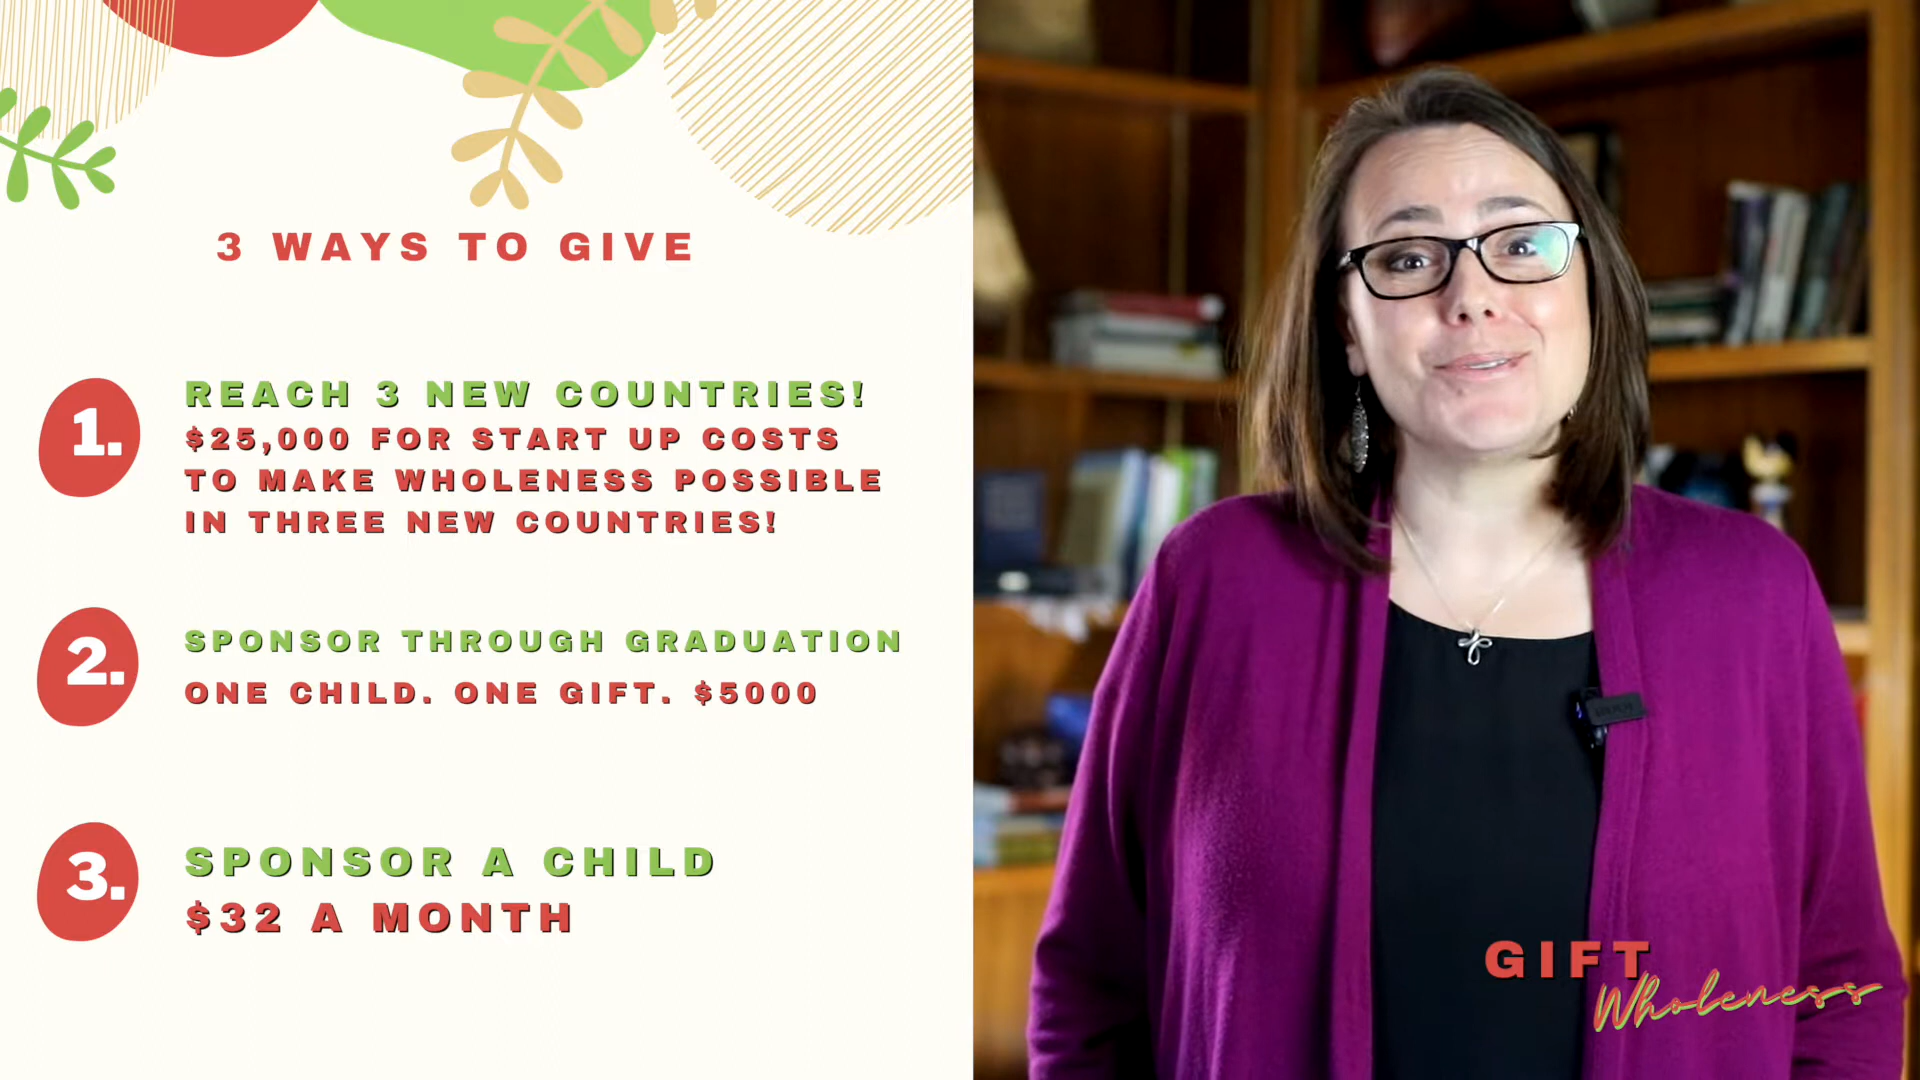 3 WAYS TO GIVE
1.
REACH 3 NEW COUNTRIES!
$25,000 FOR START UP COSTS
TO MAKE WHOLENESS POSSIBLE
IN THREE NEW COUNTRIES!
2.
SPONSOR THROUGH GRADUATION
ONE CHILD. ONE GIFT. $5000
3.
SPONSOR A CHILD
$32 A MONTH
GIFT
Wholeness